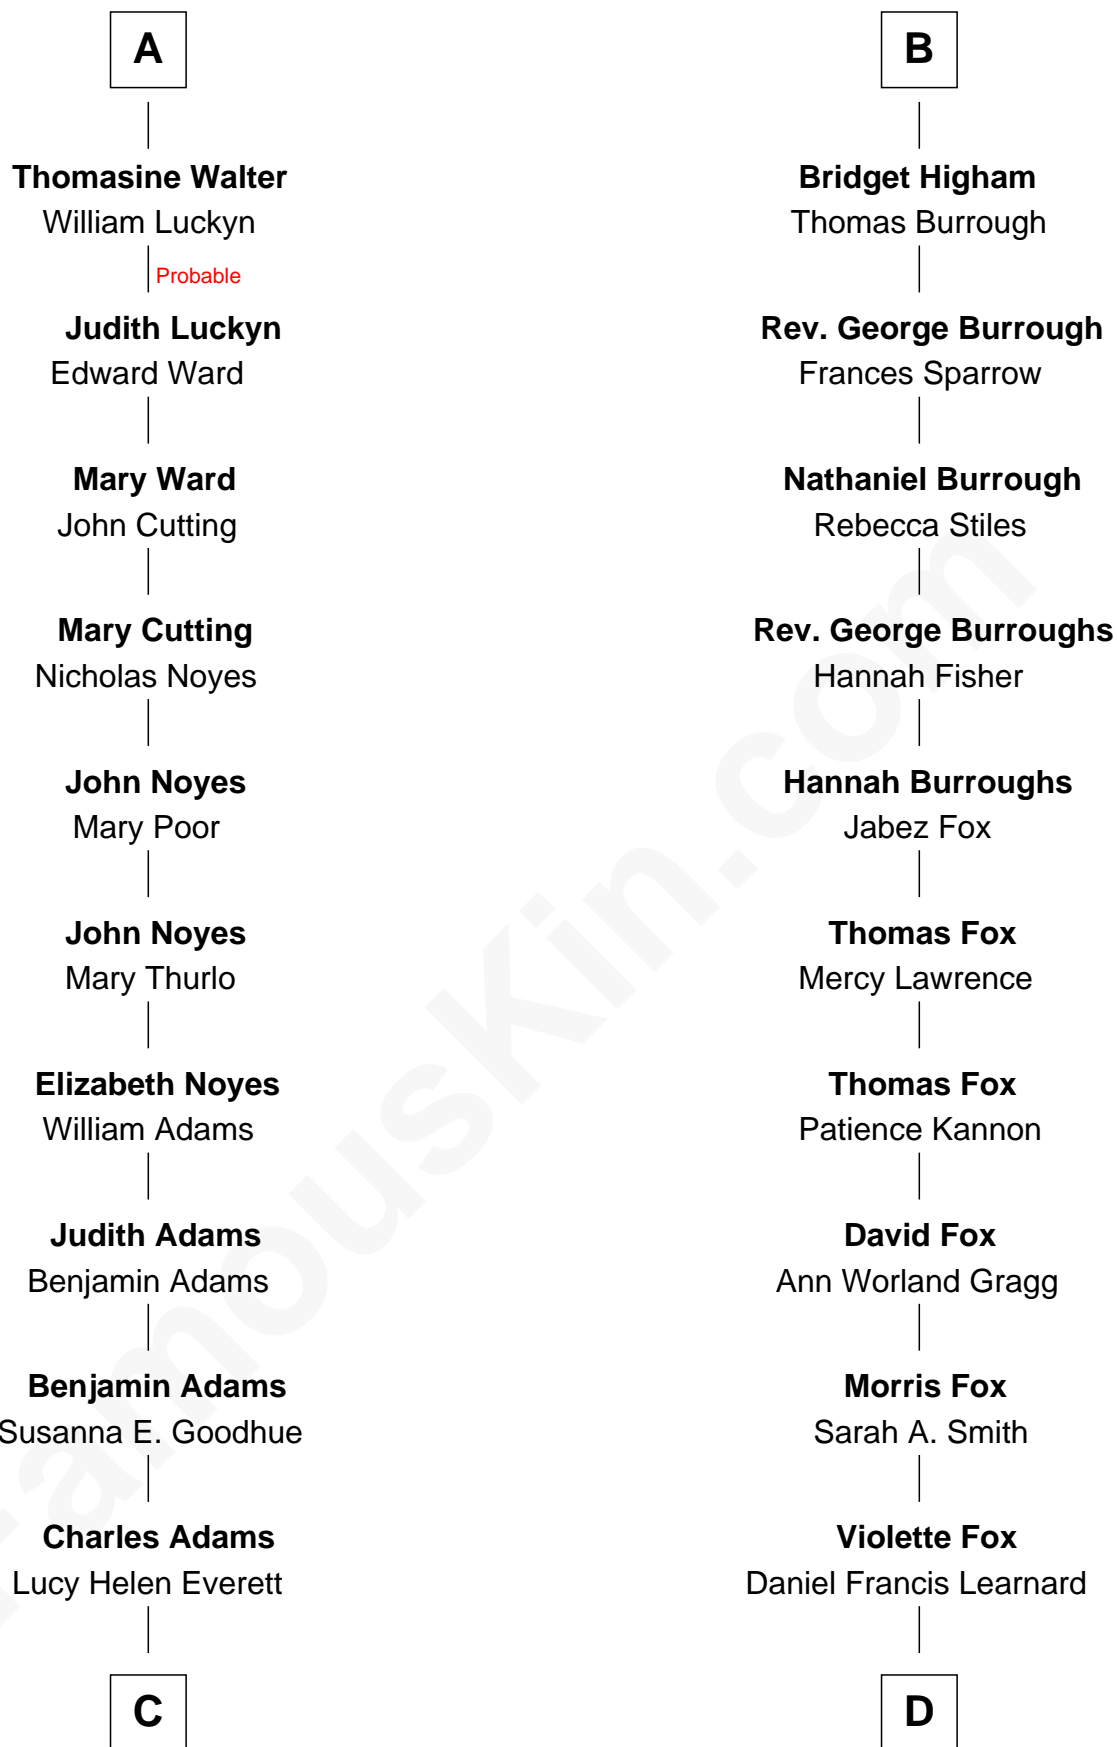 A
Thomasine Walter
William Luckyn
Probable
Judith Luckyn
Edward Ward
Mary Ward
John Cutting
Mary Cutting
Nicholas Noyes
John Noyes
Mary Poor
John Noyes
Mary Thurlo
Elizabeth Noyes
William Adams
Judith Adams
Benjamin Adams
Benjamin Adams
Susanna E. Goodhue
Charles Adams
Lucy Helen Everett
C
B
Bridget Higham
Thomas Burrough
Rev. George Burrough
Frances Sparrow
Nathaniel Burrough
Rebecca Stiles
Rev. George Burroughs
Hannah Fisher
Hannah Burroughs
Jabez Fox
Thomas Fox
Mercy Lawrence
Thomas Fox
Patience Kannon
David Fox
Ann Worland Gragg
Morris Fox
Sarah A. Smith
Violette Fox
Daniel Francis Learnard
D
FamousKin.com